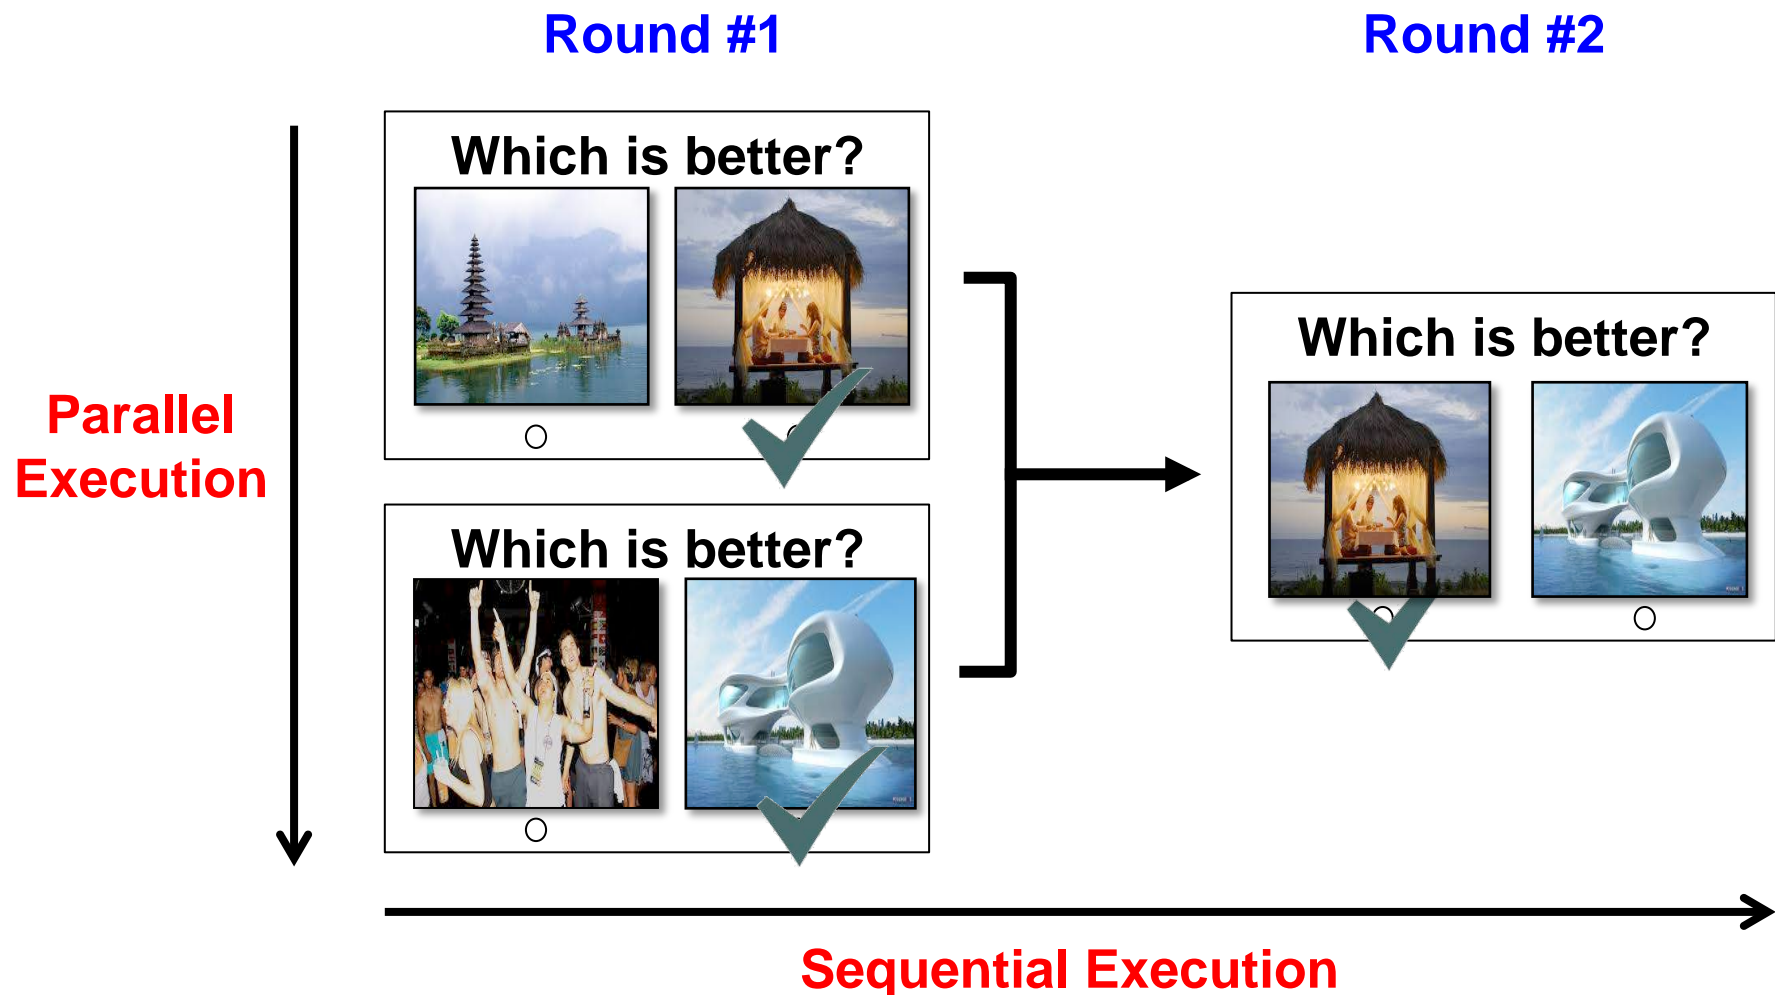 Round #1
Round #2
Which is better?
Which is better?
Parallel
Execution
Which is better?
Sequential Execution